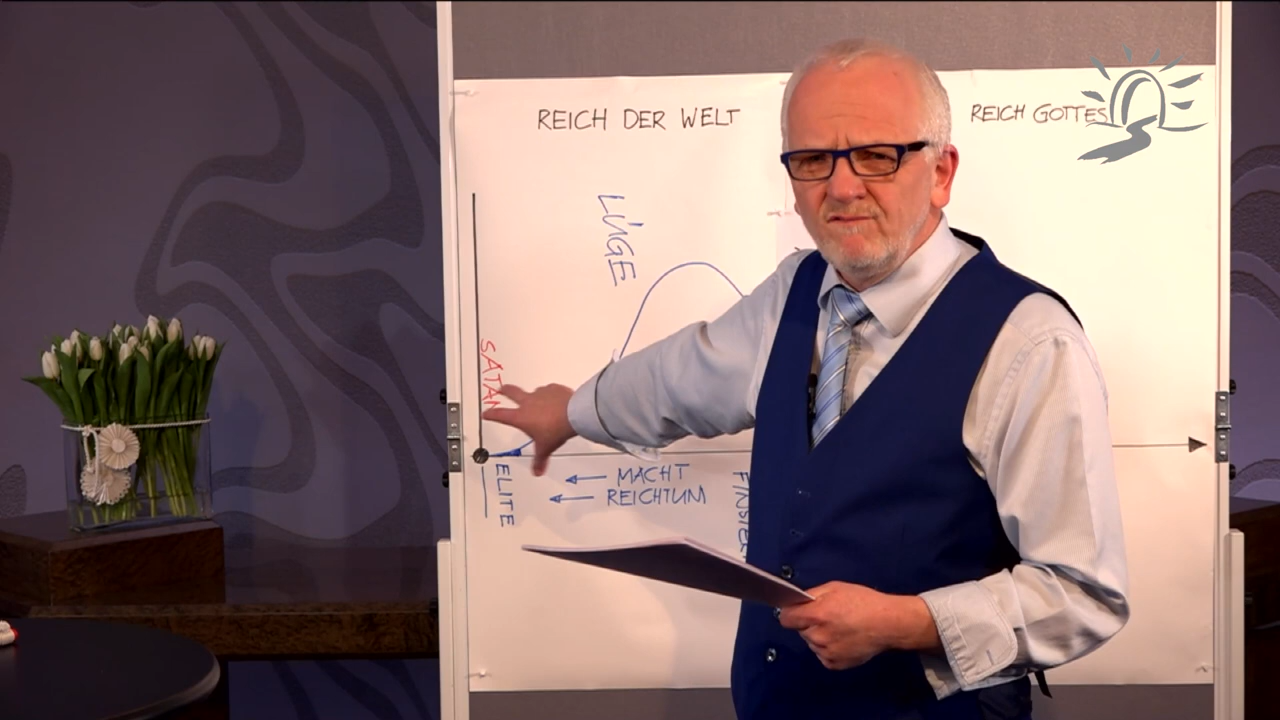 REICH DER WELT
REICH GOTTES
LÜGE
SATAN
ELITE
MACHT
REICHTUM